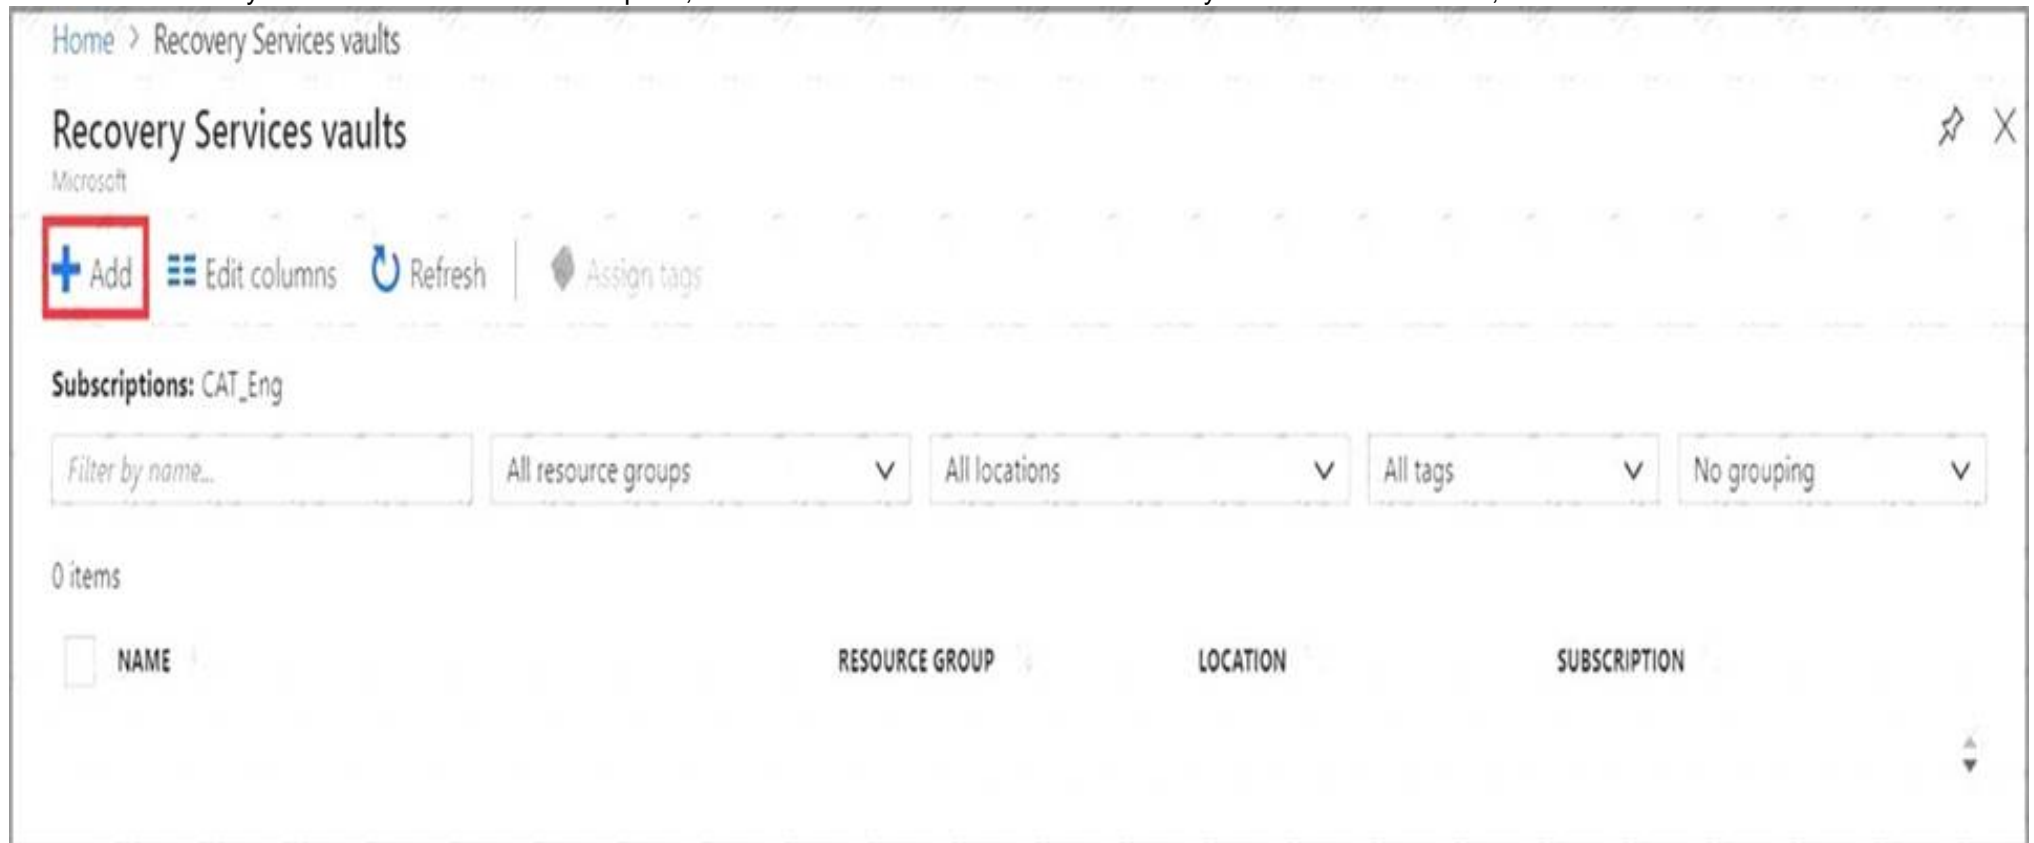 Home > Recovery Services vaults
Recovery Services vaults
Microsoft
Add Edit columns Refresh Assign tags
Subscriptions: CAT_Eng
Filter by name... All resource groups All locations All tags No grouping
0 items
NAME RESOURCE GROUP LOCATION SUBSCRIPTION